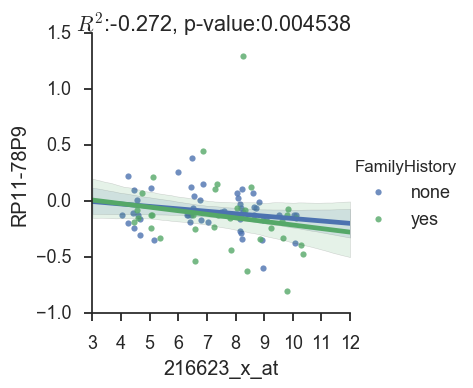 R²:-0.272, p-value:0.004538
1.5
1.0
0.5
0.0
−0.5
−1.0
RP11-78P9
3 4 5 6 7 8 9 10 11 12
216623_x_at
FamilyHistory
none
yes